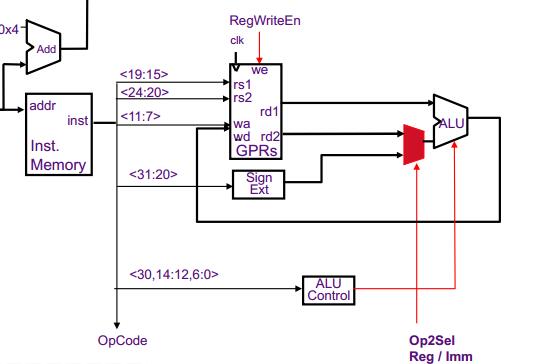 RegWriteEn
0x4
Add
clk
<19:15>
we
rs1
<24:20>
rs2
addr
rd1
inst
<11:7>
wa
ALU
Inst.
wd
rd2
Memory
GPRs
<31:20>
Sign
Ext
<30,14:12,6:0>
ALU
Control
OpCode
Op2Sel
Reg / Imm